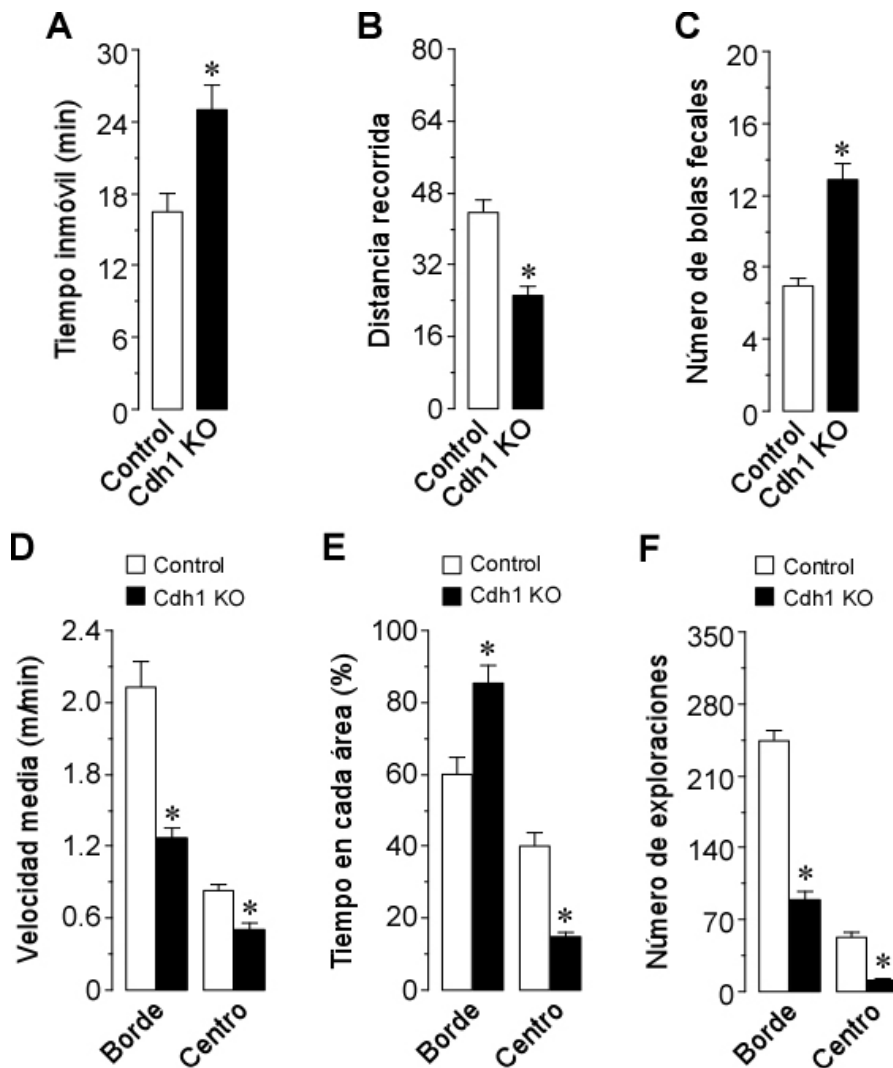 A
Tiempo inmóvil (min)
30
24
18
12
6
0
Control
Cdh1 KO
B
Distancia recorrida
80
64
48
32
16
0
Control
Cdh1 KO
C
Número de bolas fecales
20
16
12
8
4
0
Control
Cdh1 KO
*
*
*
D
Control
Cdh1 KO
Velocidad media (m/min)
2.4
2.0
1.8
1.2
0.6
0
*
*
Borde
Centro
E
Control
Cdh1 KO
Tiempo en cada área (%)
100
80
60
40
20
0
*
*
Borde
Centro
F
Control
Cdh1 KO
Número de exploraciones
350
280
210
140
70
0
*
*
Borde
Centro